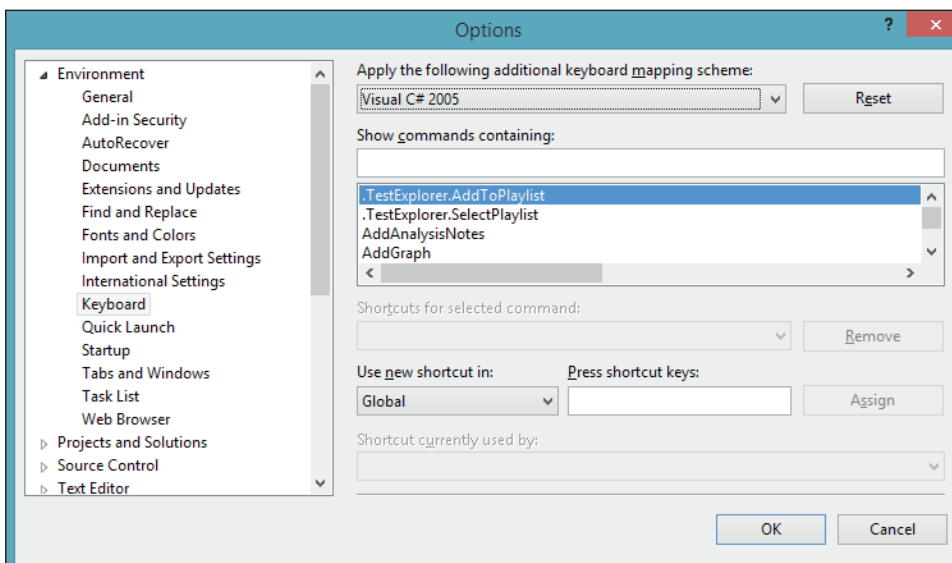 Options
?
Environment
General
Add-in Security
AutoRecover
Documents
Extensions and Updates
Find and Replace
Fonts and Colors
Import and Export Settings
International Settings
Keyboard
Quick Launch
Startup
Tabs and Windows
Task List
Web Browser
Projects and Solutions
Source Control
Text Editor
Apply the following additional keyboard mapping scheme:
Visual C# 2005
Reset
Show commands containing:
.TestExplorer.AddToPlaylist
.TestExplorer.SelectPlaylist
AddAnalysisNotes
AddGraph
Shortcuts for selected command:
Remove
Use new shortcut in:
Press shortcut keys:
Global
Assign
Shortcut currently used by:
OK
Cancel